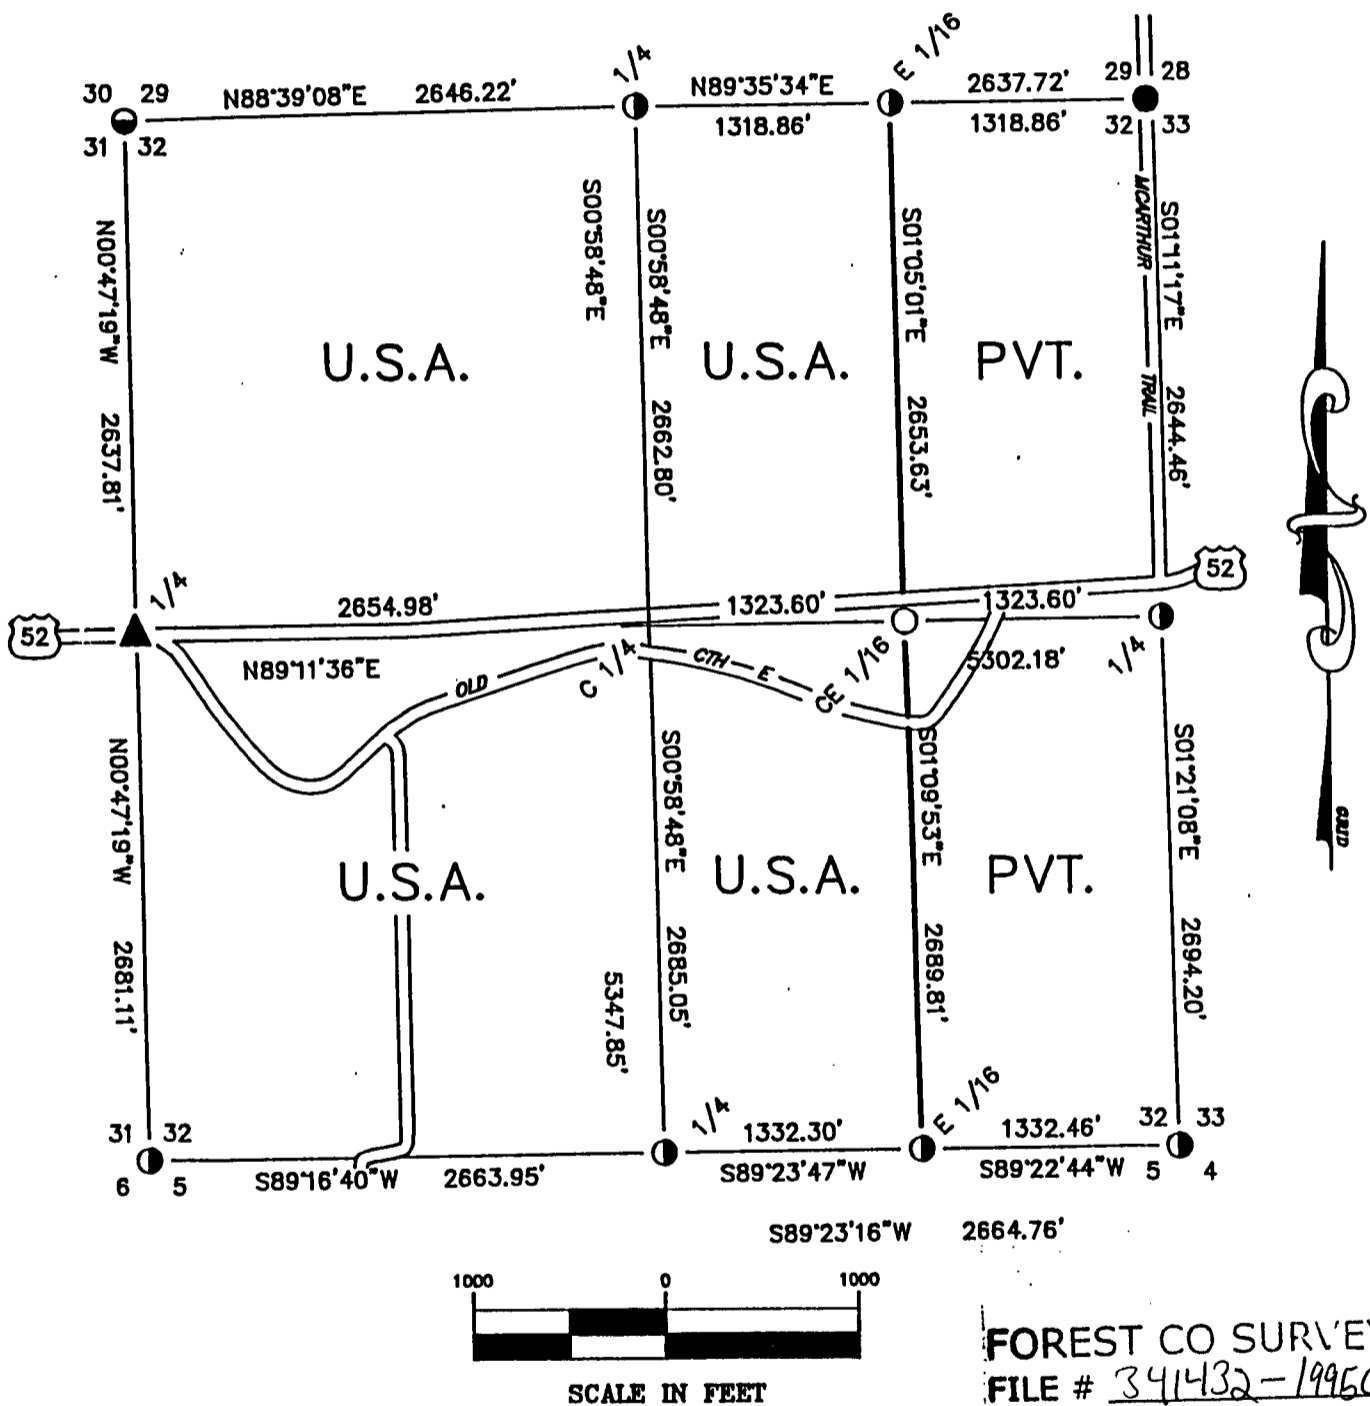 1/4
E 1/16
30 29
N88°39'08"E 2646.22'
N89°35'34"E
2637.72'
29 28
31 32
1318.86'
1318.86'
32 33
N00°47'19"W 2637.81'
S00°58'48"E
S00°58'48"E 2662.80'
S01°05'01"E 2653.63'
MCARTHUR TRAIL
S01°11'17"E 2644.46'
U.S.A.
U.S.A.
PVT.
1/4
52
2654.98'
1323.60'
1323.60'
52
N89°11'36"E
OLD CTH E
C 1/4
CE 1/16
5302.18'
1/4
N00°47'19"W 2681.11'
S00°58'48"E 2685.05'
5347.85'
S01°09'53"E 2689.81'
S01°21'08"E 2694.20'
GRID
U.S.A.
U.S.A.
PVT.
31 32
1/4
1332.30'
E 1/16
1332.46'
32 33
6 5
S89°16'40"W 2663.95'
S89°23'47"W
S89°22'44"W
5 4
S89°23'16"W 2664.76'
1000 0 1000
SCALE IN FEET
FOREST CO SURVEY
FILE # 341432-19960